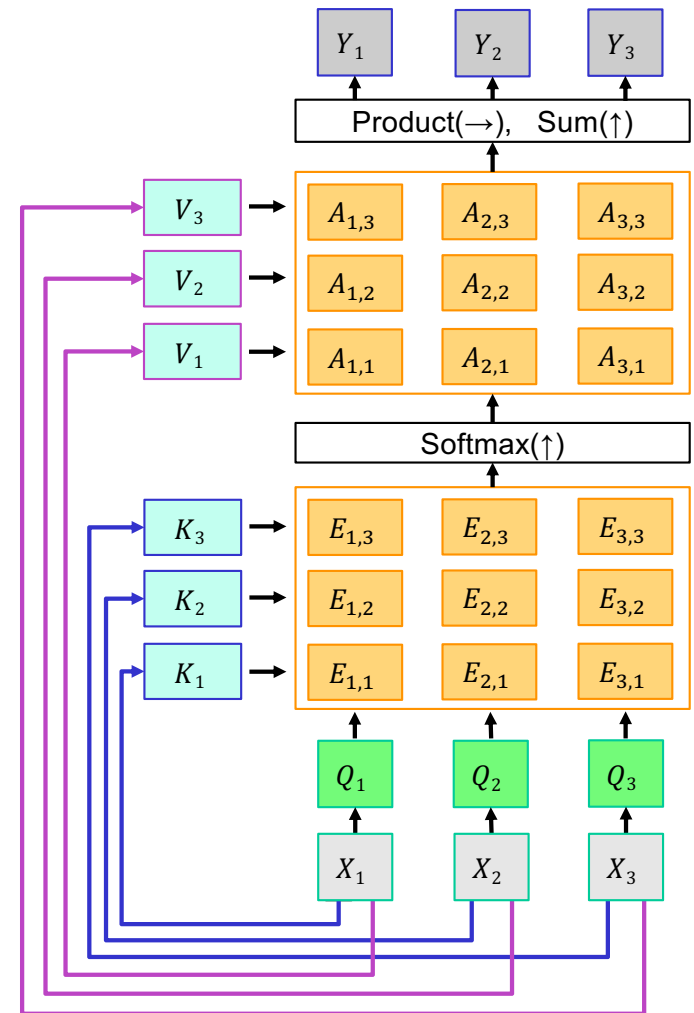 Y₁ Y₂ Y₃
Product(→), Sum(↑)
V₃ A₁,₃ A₂,₃ A₃,₃
V₂ A₁,₂ A₂,₂ A₃,₂
V₁ A₁,₁ A₂,₁ A₃,₁
Softmax(↑)
K₃ E₁,₃ E₂,₃ E₃,₃
K₂ E₁,₂ E₂,₂ E₃,₂
K₁ E₁,₁ E₂,₁ E₃,₁
Q₁ Q₂ Q₃
X₁ X₂ X₃